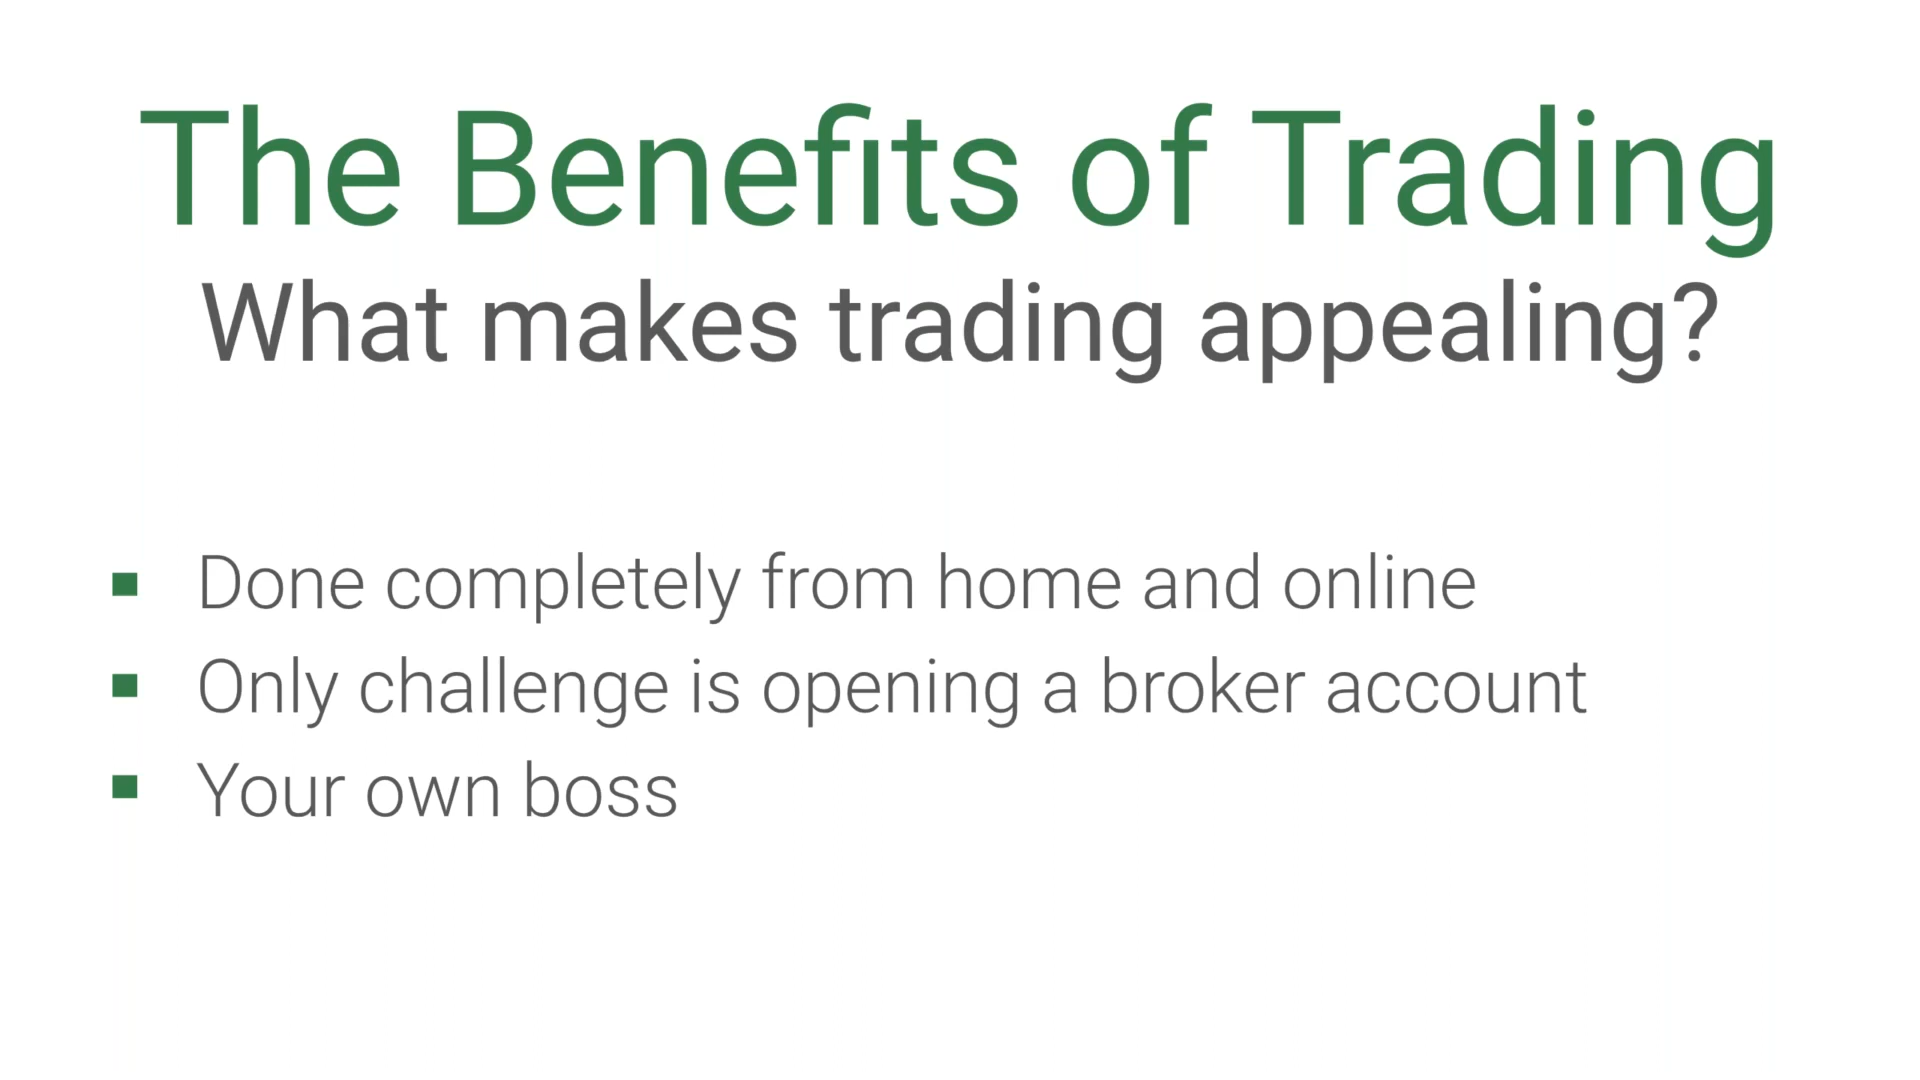 The Benefits of Trading
What makes trading appealing?
Done completely from home and online
Only challenge is opening a broker account
Your own boss